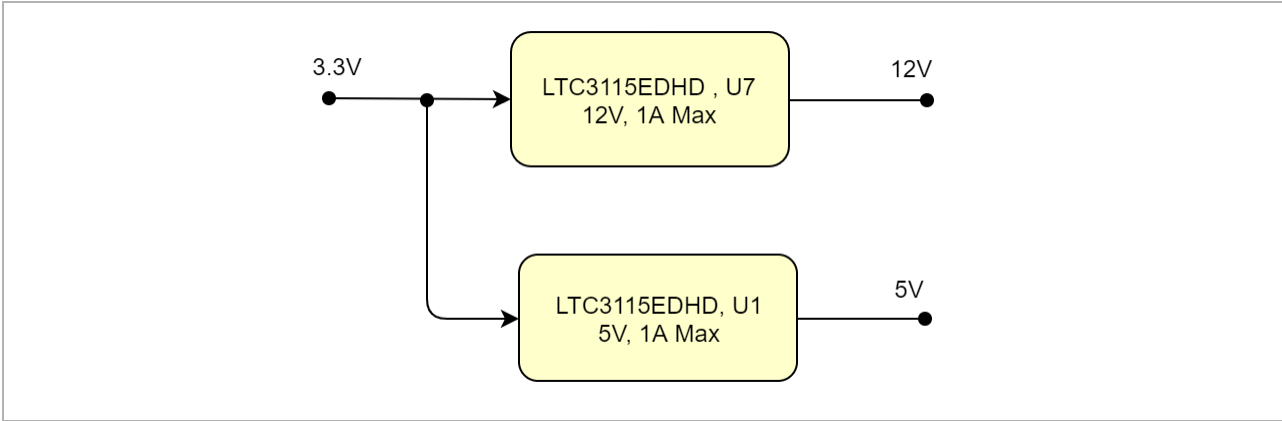 3.3V
LTC3115EDHD , U7
12V, 1A Max
12V
LTC3115EDHD, U1
5V, 1A Max
5V